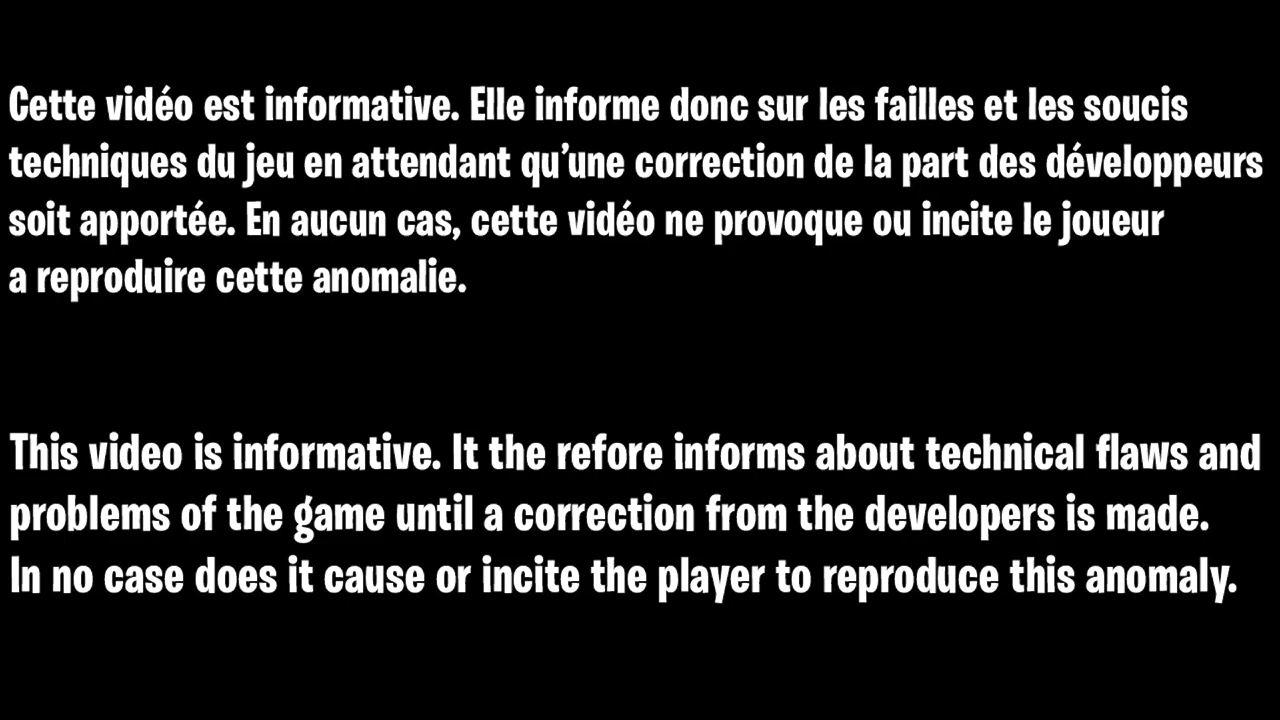 Cette vidéo est informative. Elle informe donc sur les failles et les soucis
techniques du jeu en attendant qu’une correction de la part des développeurs
soit apportée. En aucun cas, cette vidéo ne provoque ou incite le joueur
a reproduire cette anomalie.
This video is informative. It the refore informs about technical flaws and
problems of the game until a correction from the developers is made.
In no case does it cause or incite the player to reproduce this anomaly.